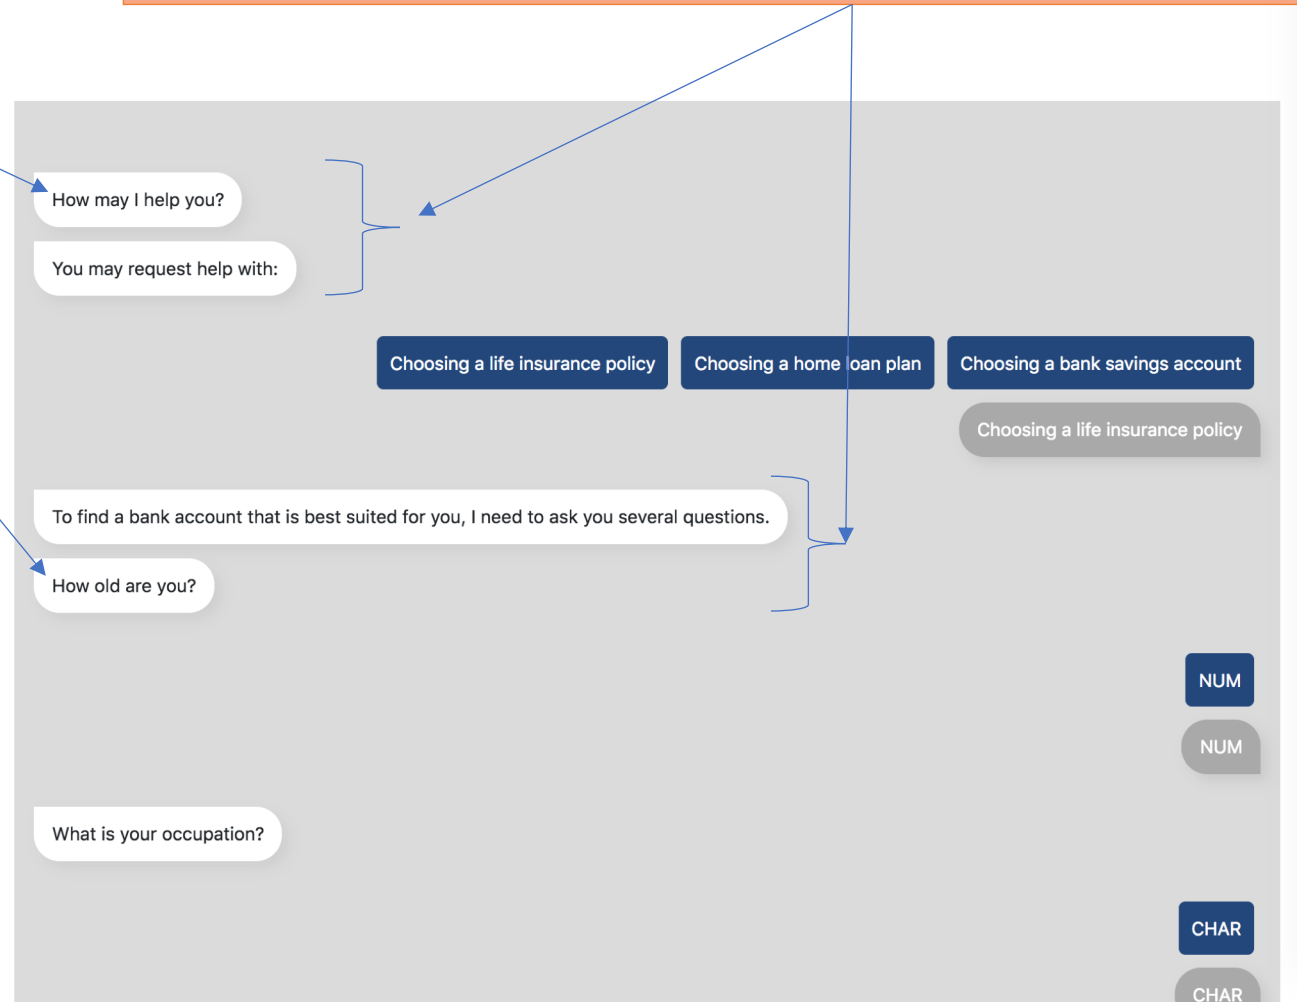 How may I help you?
You may request help with:
Choosing a life insurance policy
Choosing a home loan plan
Choosing a bank savings account
Choosing a life insurance policy
To find a bank account that is best suited for you, I need to ask you several questions.
How old are you?
NUM
NUM
What is your occupation?
CHAR
CHAR